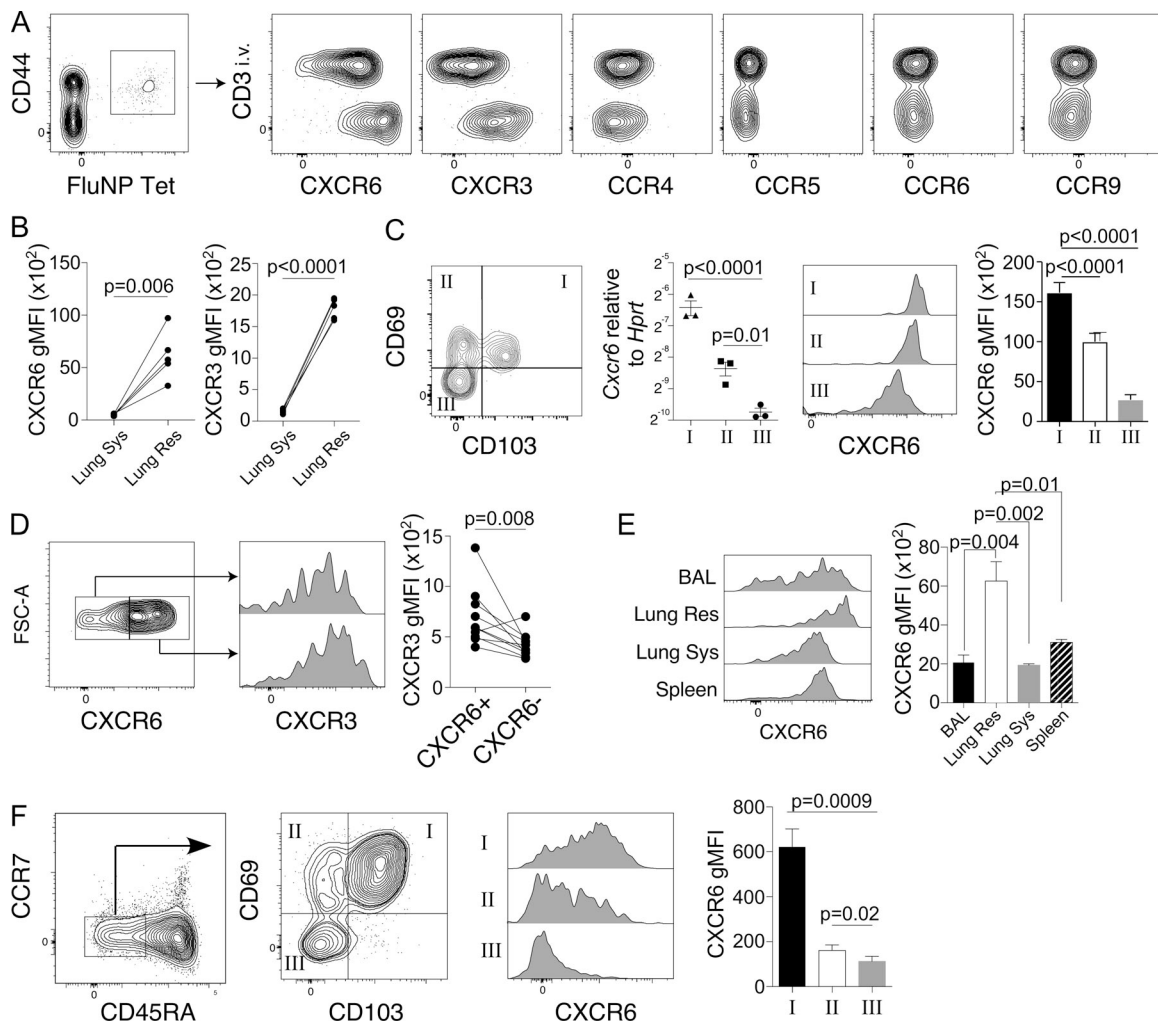 A
CD44
0
0
FluNP Tet
CD3 i.v.
0
0
CXCR6
0
CXCR3
0
CCR4
0
CCR5
0
CCR6
0
CCR9
B
CXCR6 gMFI (x10²)
150
100
50
0
p=0.006
Lung Sys
Lung Res
CXCR3 gMFI (x10²)
25
20
15
10
5
0
p<0.0001
Lung Sys
Lung Res
C
CD69
II
I
III
0
0
CD103
Cxcr6 relative
to Hprt
2⁻⁵
2⁻⁶
2⁻⁷
2⁻⁸
2⁻⁹
2⁻¹⁰
p<0.0001
p=0.01
I
II
III
I
II
III
0
CXCR6
CXCR6 gMFI (x10²)
200
150
100
50
0
p<0.0001
p<0.0001
I
II
III
D
FSC-A
0
CXCR6
0
CXCR3
CXCR3 gMFI (x10²)
15
10
5
0
p=0.008
CXCR6+
CXCR6-
E
BAL
Lung Res
Lung Sys
Spleen
0
CXCR6
CXCR6 gMFI (x10²)
80
60
40
20
0
p=0.01
p=0.002
p=0.004
BAL
Lung Res
Lung Sys
Spleen
F
CCR7
0
0
5
CD45RA
CD69
II
I
III
0
0
CD103
I
II
III
0
CXCR6
CXCR6 gMFI
800
600
400
200
0
p=0.0009
p=0.02
I
II
III